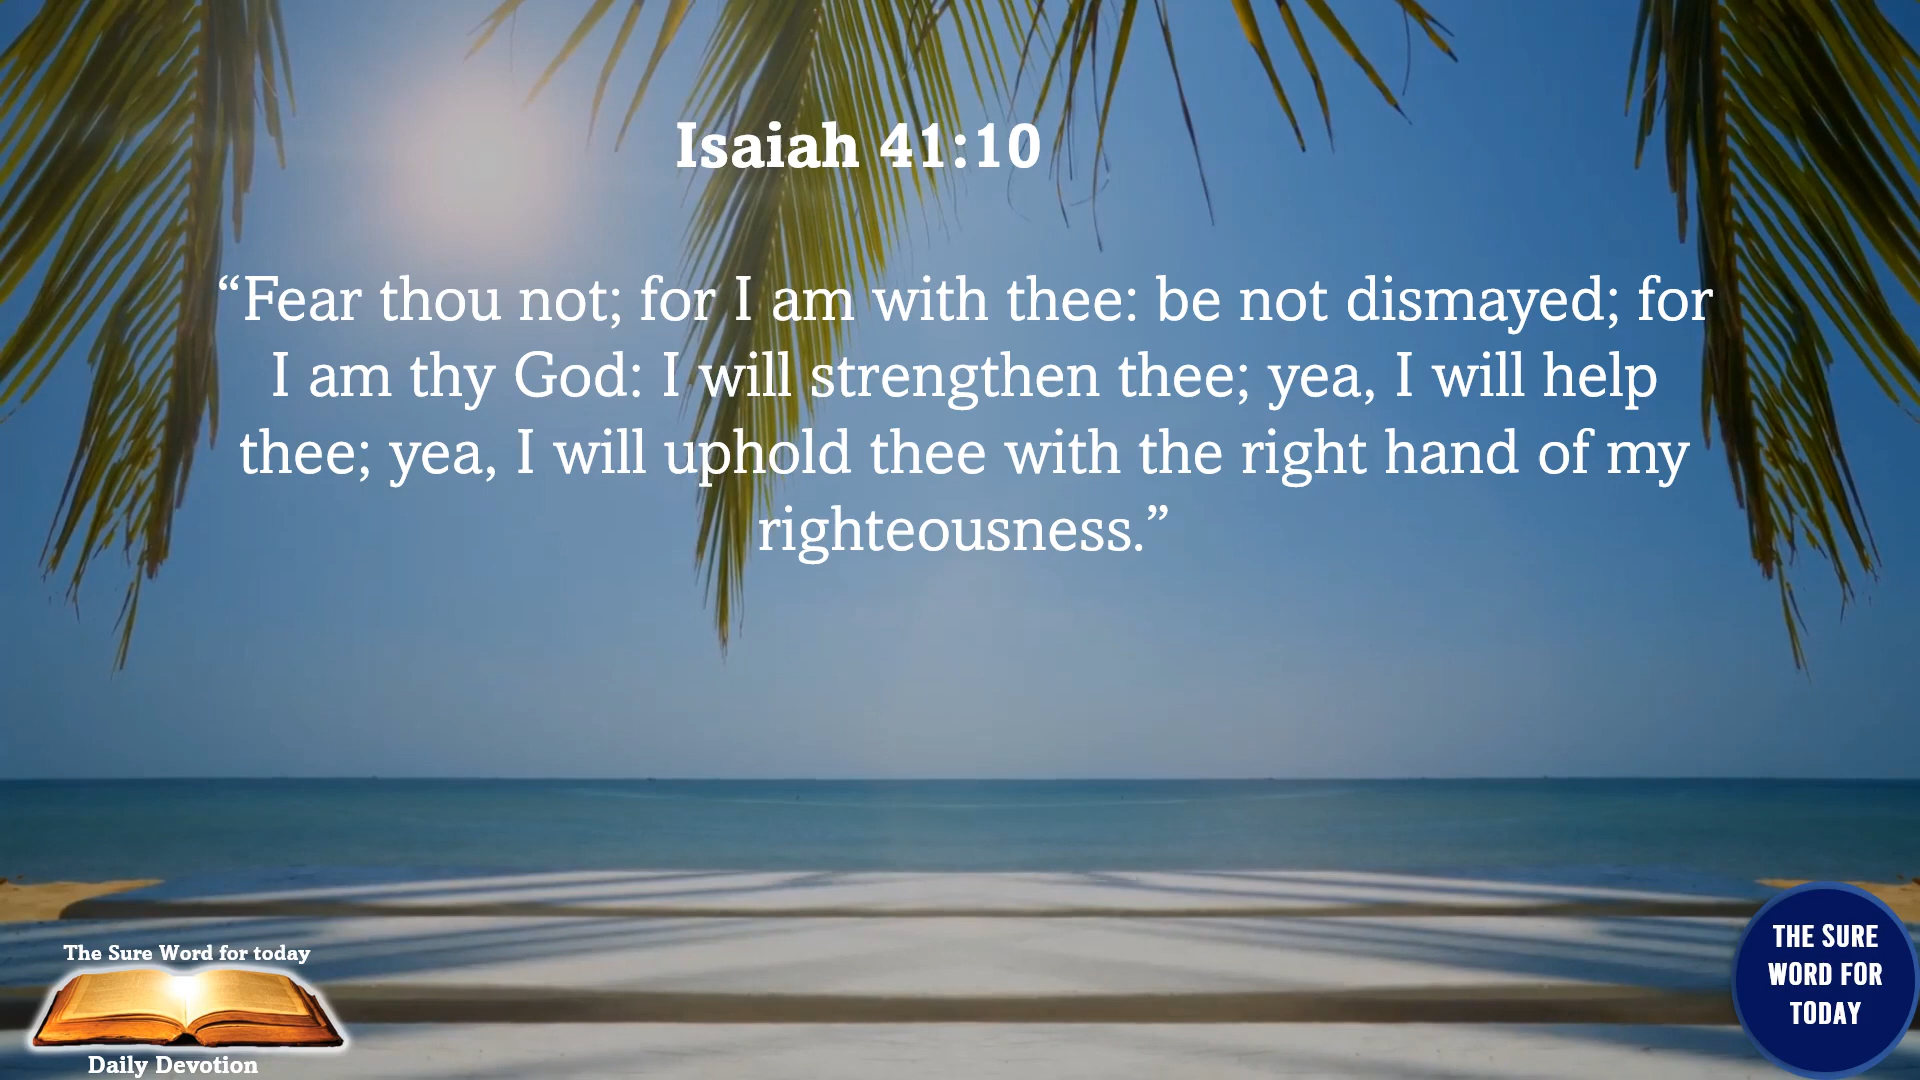 Isaiah 41:10
“Fear thou not; for I am with thee: be not dismayed; for
I am thy God: I will strengthen thee; yea, I will help
thee; yea, I will uphold thee with the right hand of my
righteousness.”
The Sure Word for today
Daily Devotion
THE SURE
WORD FOR
TODAY